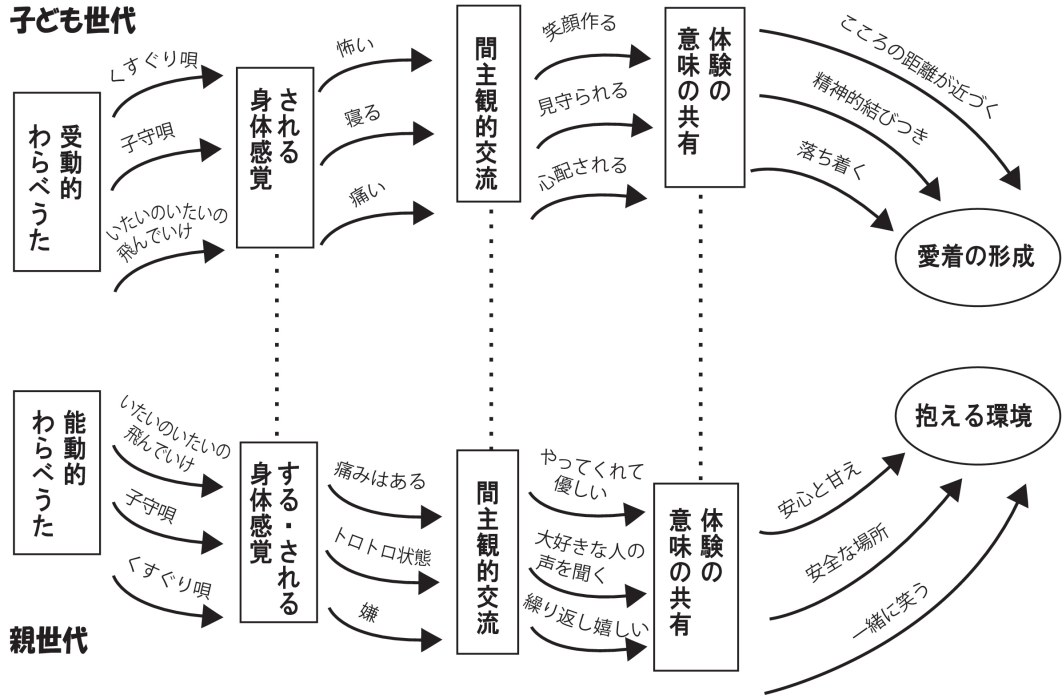 子ども世代
受動的
わらべうた
くすぐり唄
子守唄
いたいのいたいの
飛んでいけ
される
身体感覚
怖い
寝る
痛い
間主観的交流
笑顔作る
見守られる
心配される
体験の
意味の共有
こころの距離が近づく
精神的結びつき
落ち着く
愛着の形成
能動的
わらべうた
いたいのいたいの
飛んでいけ
子守唄
くすぐり唄
する・される
身体感覚
痛みはある
トロトロ状態
嫌
間主観的交流
やってくれて
優しい
大好きな人の
声を聞く
繰り返し嬉しい
体験の
意味の共有
安心と甘え
安全な場所
一緒に笑う
抱える環境
親世代